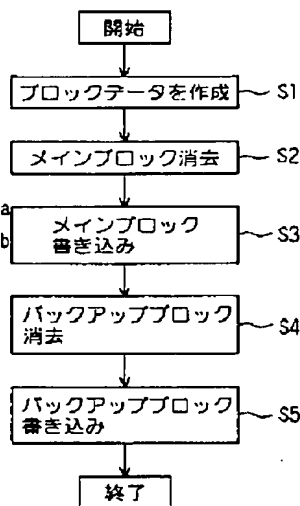 開始
ブロックデータを作成 S1
メインブロック消去 S2
a メインブロック
b 書き込み S3
バックアップブロック
消去 S4
バックアップブロック
書き込み S5
終了